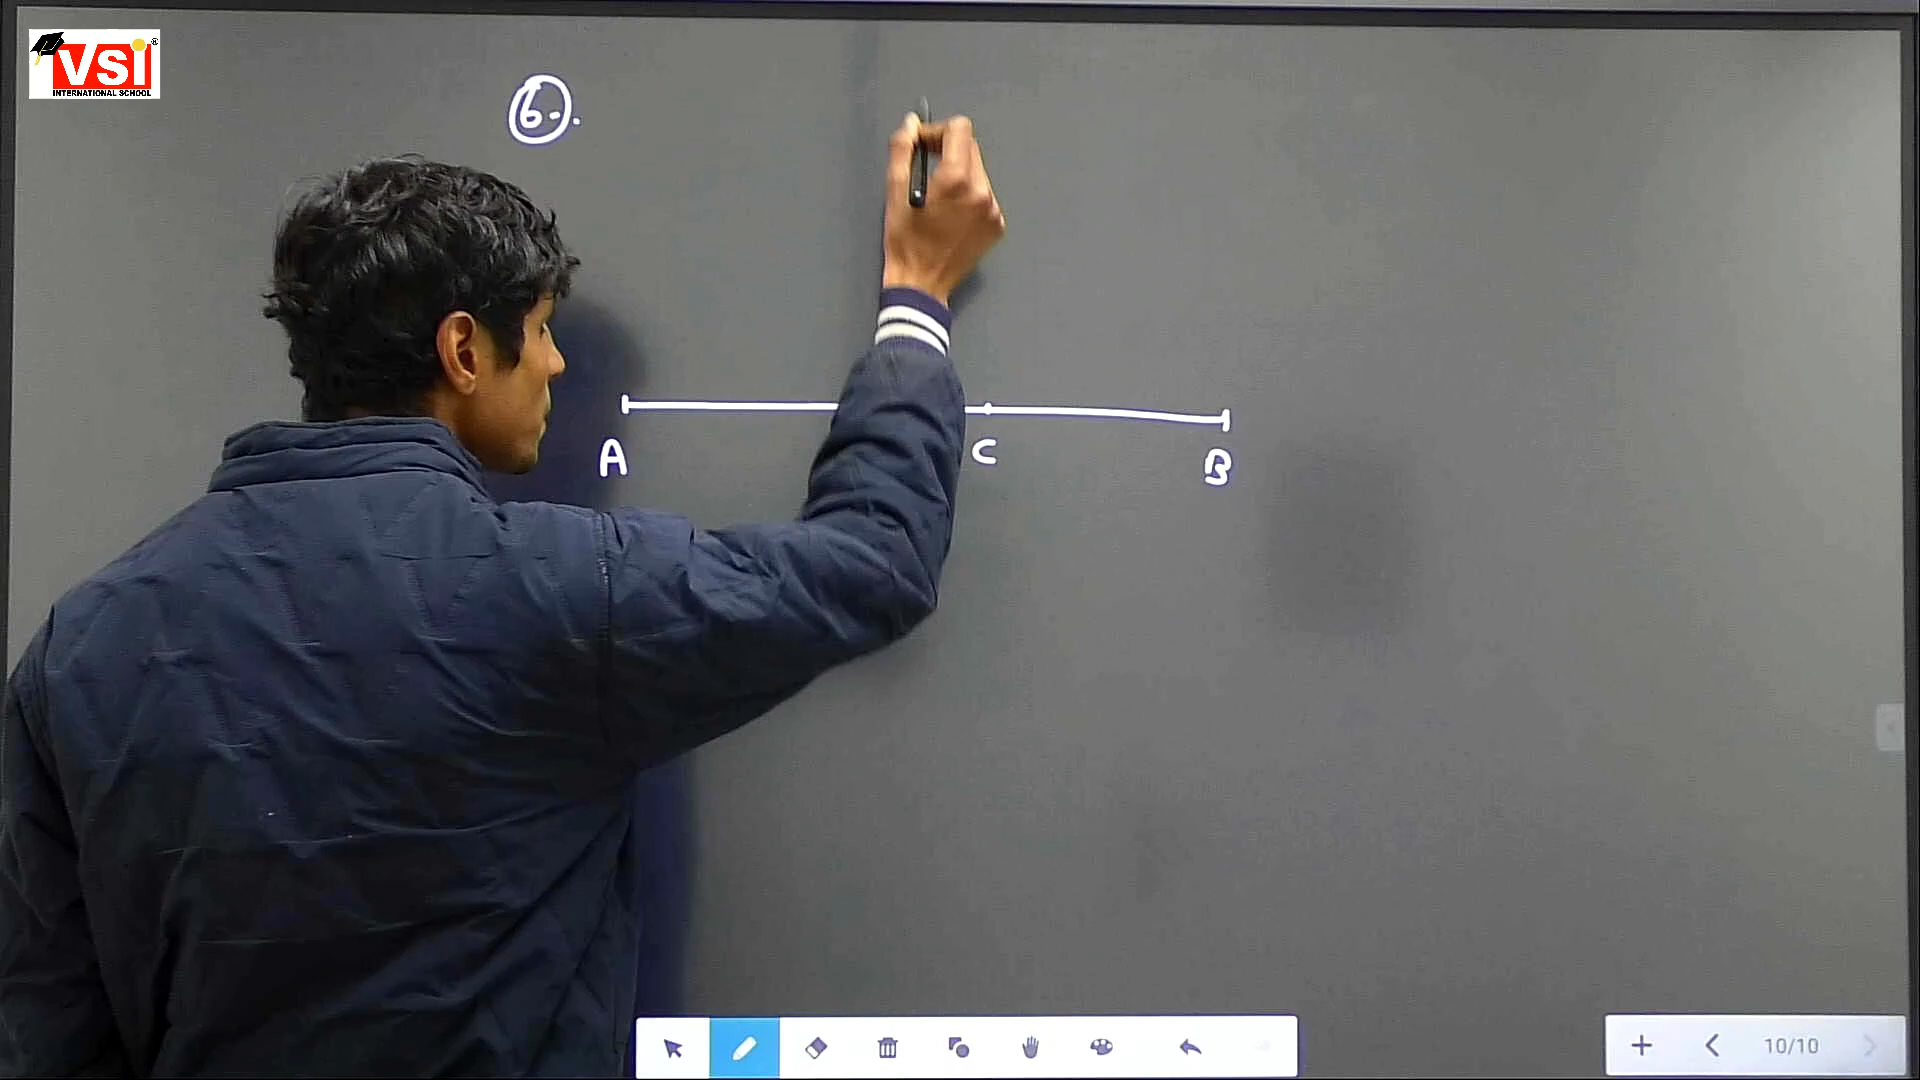 VSI
INTERNATIONAL SCHOOL
6.
A C B
10/10